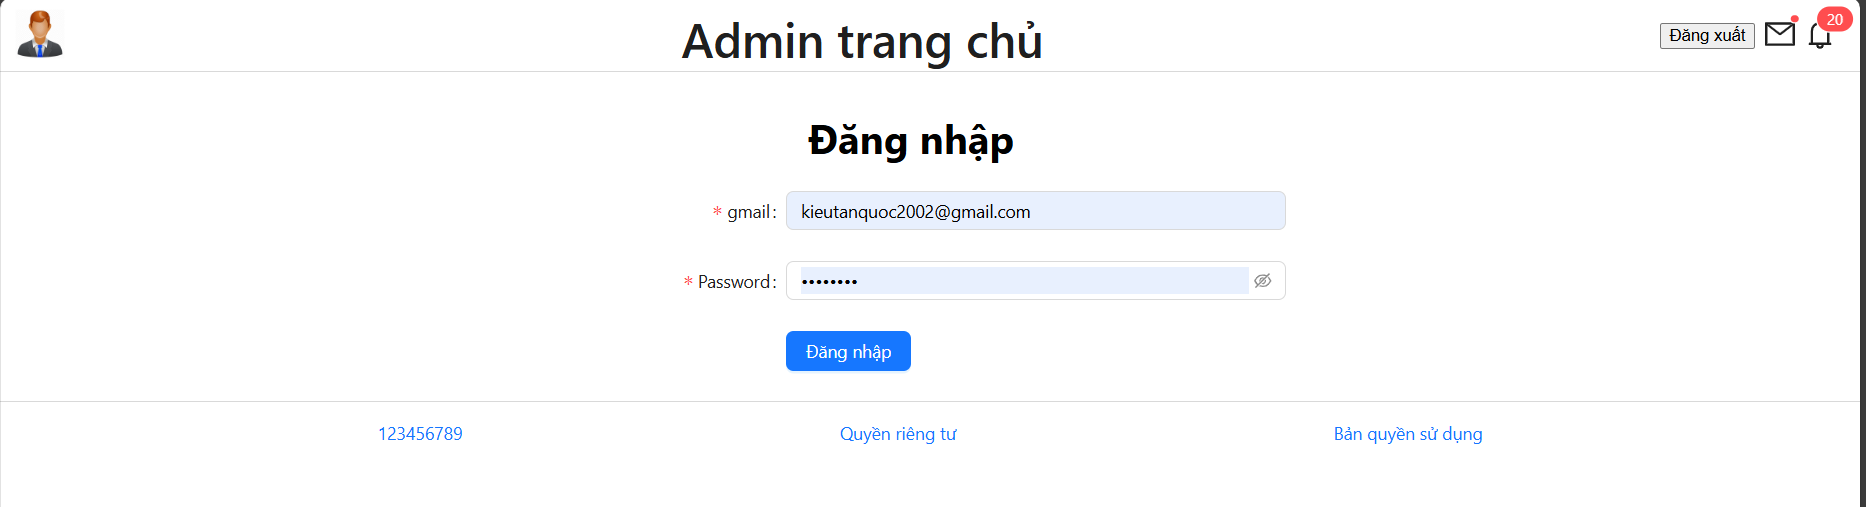 Admin trang chủ
Đăng xuất
20
Đăng nhập
* gmail: kieutanquoc2002@gmail.com
* Password: ••••••••
Đăng nhập
123456789 Quyền riêng tư Bản quyền sử dụng